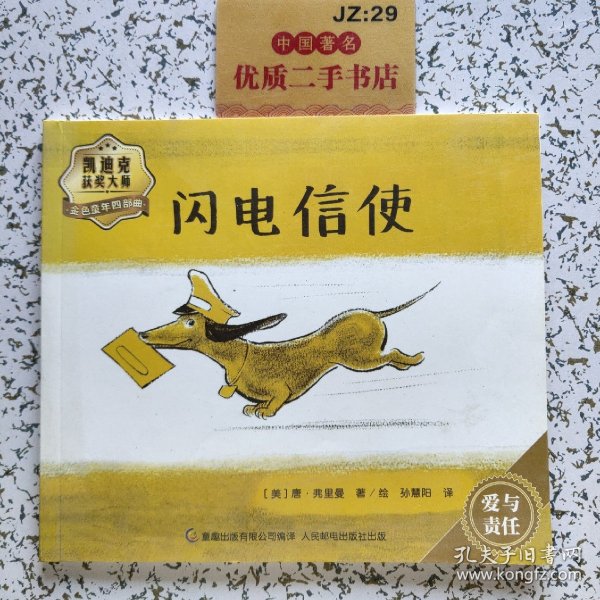 JZ:29
中国著名
优质二手书店
凯迪克
获奖大师
金色童年四部曲
闪电信使
[美]唐·弗里曼 著/绘 孙慧阳 译
爱与
责任
童趣出版有限公司编译 人民邮电出版社出版
孔夫子旧书网
www.kongfz.com